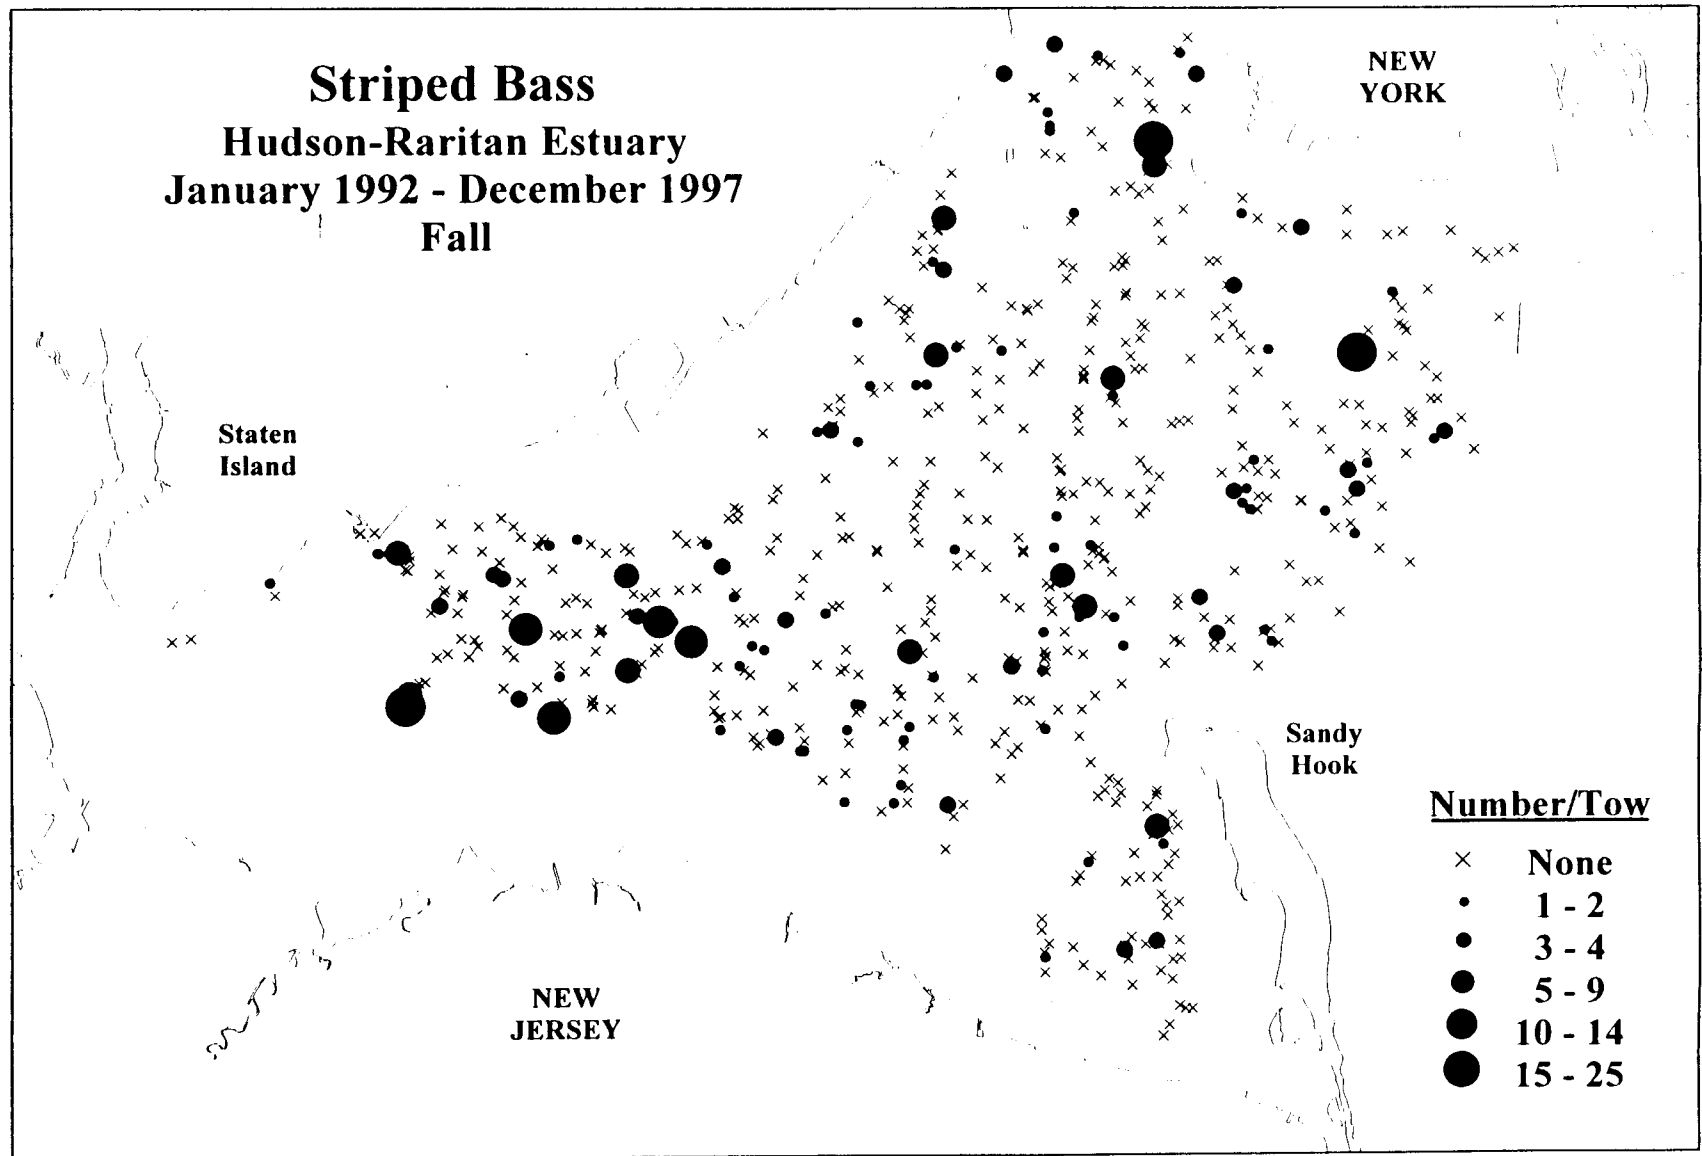 Striped Bass
Hudson-Raritan Estuary
January 1992 - December 1997
Fall
NEW
YORK
Staten
Island
Sandy
Hook
NEW
JERSEY
Number/Tow
None
1 - 2
3 - 4
5 - 9
10 - 14
15 - 25